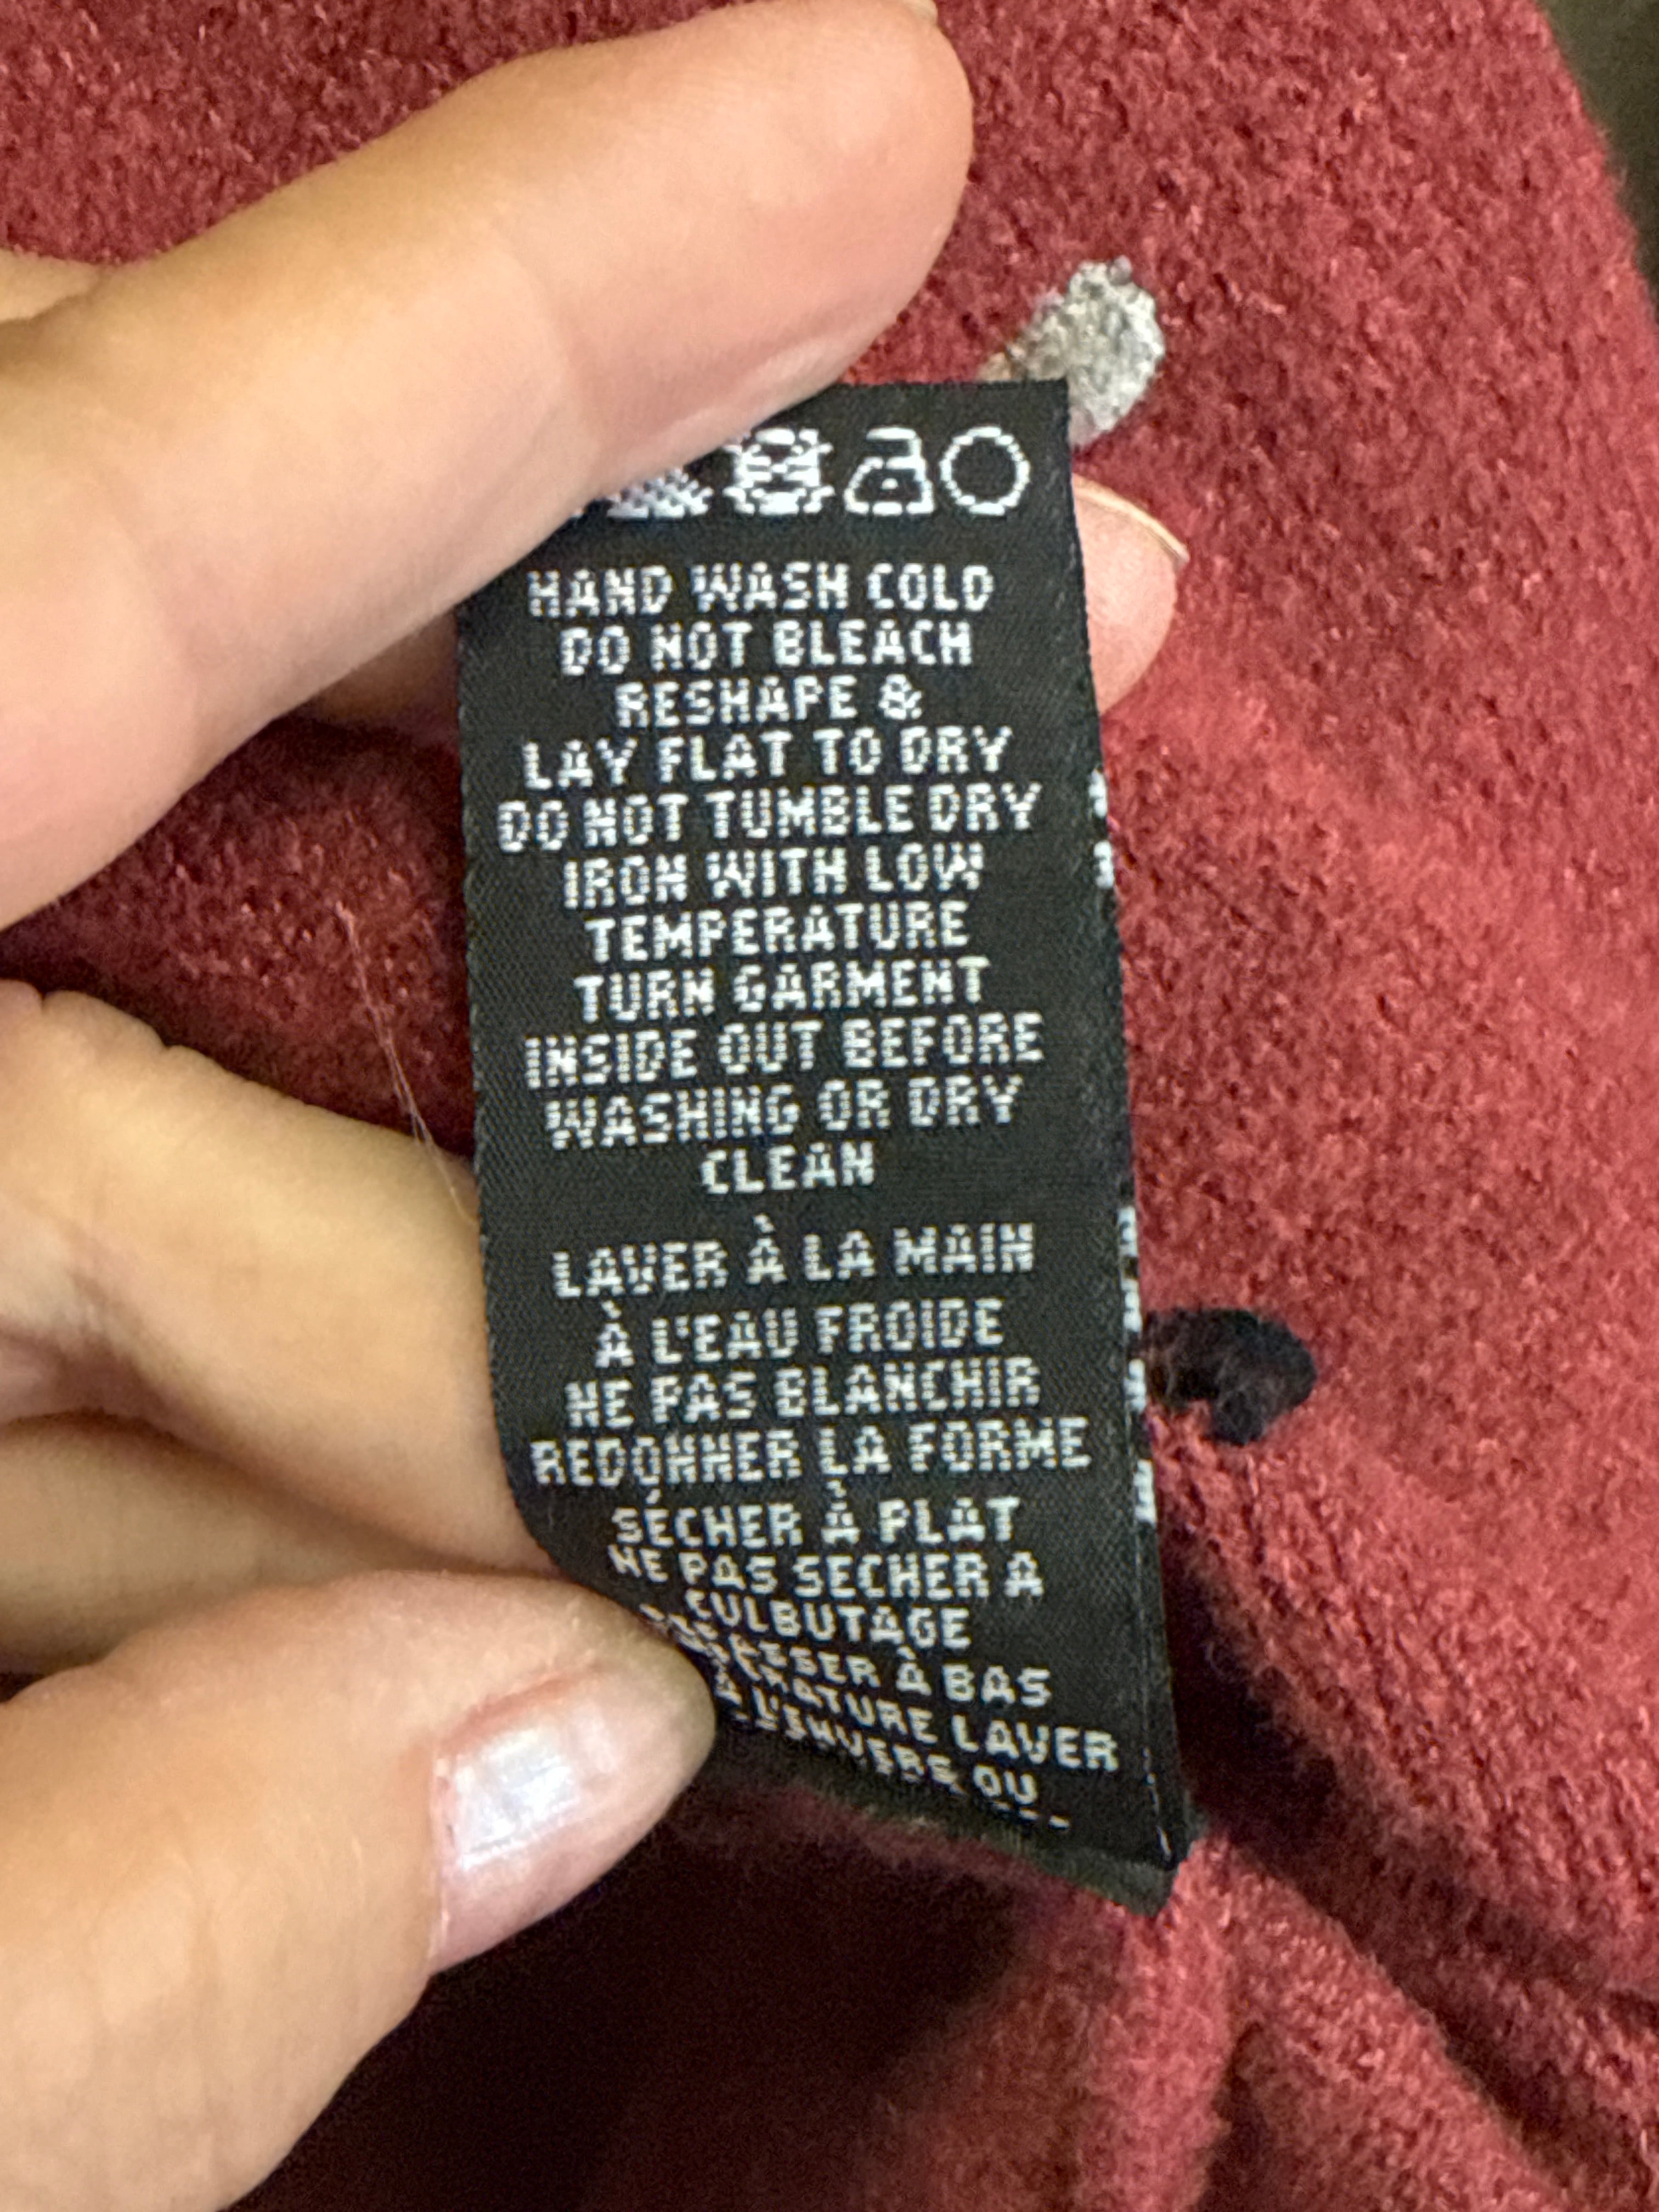 HAND WASH COLD
DO NOT BLEACH
RESHAPE &
LAY FLAT TO DRY
DO NOT TUMBLE DRY
IRON WITH LOW
TEMPERATURE
TURN GARMENT
INSIDE OUT BEFORE
WASHING OR DRY
CLEAN
LAVER À LA MAIN
À L'EAU FROIDE
NE PAS BLANCHIR
REDONNER LA FORME
SÉCHER À PLAT
NE PAS SECHER A
CULBUTAGE
À BAS
LAVER
À L'ENVERS OU